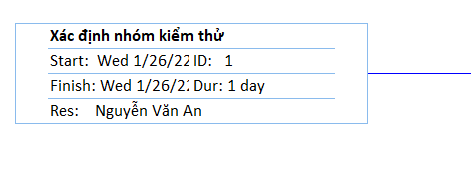 Xác định nhóm kiểm thử
Start: Wed 1/26/22 ID: 1
Finish: Wed 1/26/22 Dur: 1 day
Res: Nguyễn Văn An